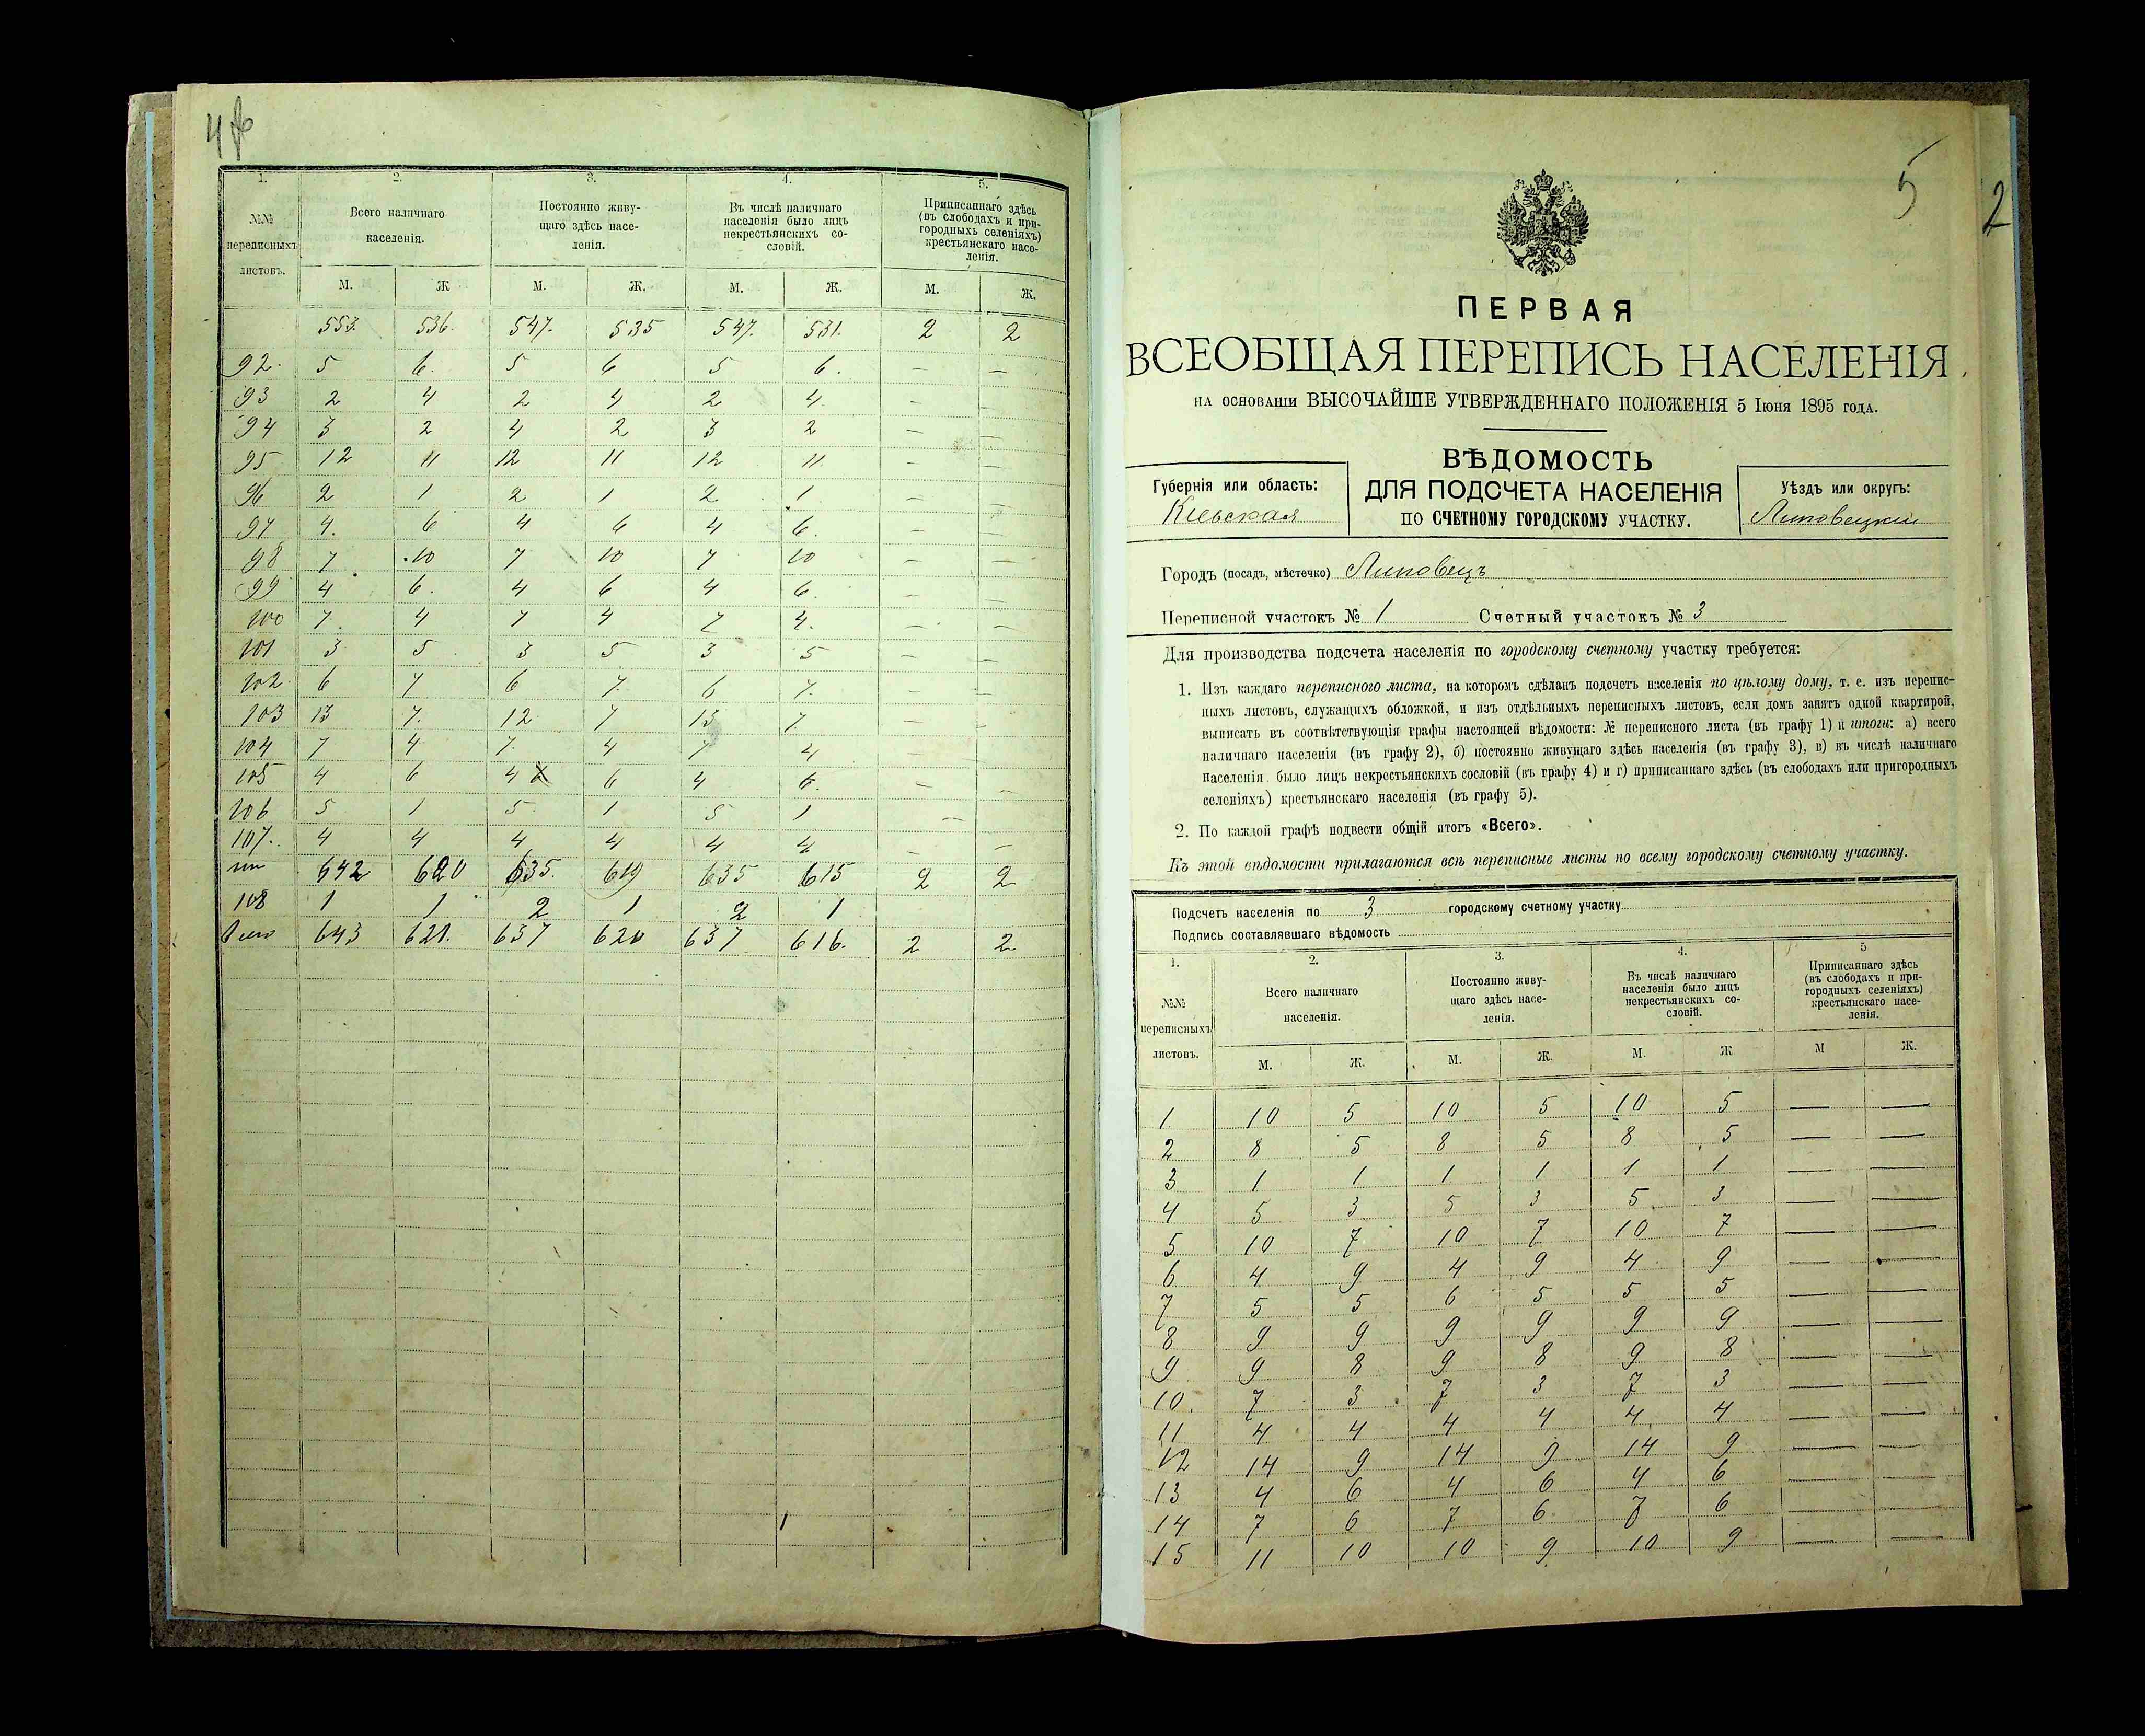 4
1. 2. 3. 4. 5.
№№ переписныхъ листовъ.
Всего наличнаго населенія.
Постоянно живущаго здѣсь населенія.
Въ числѣ наличнаго населенія было лицъ некрестьянскихъ сословій.
Приписаннаго здѣсь (въ слободахъ и пригородныхъ селеніяхъ) крестьянскаго населенія.
М. Ж М. Ж. М. Ж. М. Ж.
553. 536. 547. 535 547. 531. 2 2
92. 5 6. 5 6 5 6. — —
93 2 4 2 4 2 4. — —
94 3 2 4 2 3 2 — —
95 12 11 12 11 12 11 — —
96 2 1 2 1 2 1 — —
97 4. 6 4 6 4 6. — —
98 7 10 7 10 7 10 — —
99 4 6. 4 6 4 6. — —
100 7. 4 7 4 7 4. — —
101 3 5 3 5 3 5 — —
102 6 7 6 7. 6 7. — —
103 13 7. 12 7 13 7. — —
104 7 4 7. 4 7 4 — —
105 4 6 4 6 4 6. — —
106 5 1 5. 1 5 1 —
107. 4 4 4 4 4 4 — —
642 620 635. 619 635 615 2 2
108 1 1 2 1 2 1
Всего 643 621. 637 620 637 616. 2 2
5
2
ПЕРВАЯ
ВСЕОБЩАЯ ПЕРЕПИСЬ НАСЕЛЕНІЯ
НА ОСНОВАНІИ ВЫСОЧАЙШЕ УТВЕРЖДЕННАГО ПОЛОЖЕНІЯ 5 Іюня 1895 года.
ВѢДОМОСТЬ
ДЛЯ ПОДСЧЕТА НАСЕЛЕНІЯ
ПО СЧЕТНОМУ ГОРОДСКОМУ УЧАСТКУ.
Губернія или область:
Кіевская
Уѣздъ или округъ:
Липовецкій
Городъ (посадъ, мѣстечко) Липовецъ
Переписной участокъ № 1 Счетный участокъ № 3
Для производства подсчета населенія по городскому счетному участку требуется:
1. Изъ каждаго переписного листа, на которомъ сдѣланъ подсчетъ населенія по цѣлому дому, т. е. изъ перепис-
ныхъ листовъ, служащихъ обложкой, и изъ отдѣльныхъ переписныхъ листовъ, если домъ занятъ одной квартирой,
выписать въ соотвѣтствующія графы настоящей вѣдомости: № переписного листа (въ графу 1) и итоги: а) всего
наличнаго населенія (въ графу 2), б) постоянно живущаго здѣсь населенія (въ графу 3), в) въ числѣ наличнаго
населенія было лицъ некрестьянскихъ сословій (въ графу 4) и г) приписаннаго здѣсь (въ слободахъ или пригородныхъ
селеніяхъ) крестьянскаго населенія (въ графу 5).
2. По каждой графѣ подвести общій итогъ «Всего».
Къ этой вѣдомости прилагаются всѣ переписные листы по всему городскому счетному участку.
Подсчетъ населенія по 3 городскому счетному участку
Подпись составлявшаго вѣдомость
1. 2. 3. 4. 5
№№ переписныхъ листовъ.
Всего наличнаго населенія.
Постоянно живущаго здѣсь населенія.
Въ числѣ наличнаго населенія было лицъ некрестьянскихъ сословій.
Приписаннаго здѣсь (въ слободахъ и пригородныхъ селеніяхъ) крестьянскаго населенія.
М. Ж. М. Ж. М. Ж М Ж.
1. 10 5 10 5 10 5 — —
2 8 5 8 5 8 5 — —
3 1 1 1 1 1 1 — —
4 5 3 5 3 5 3 — —
5 10 7 10 7 10 7 — —
6 4 9 4 9 4 9 — —
7 5 5 6 5 5 5 — —
8 9 9 9 9 9 9 — —
9 9 8 9 8 9 8 — —
10. 7 3 7 3 7 3 — —
11 4 4 4 4 4 4 — —
12 14 9 14 9 14 9 — —
13 4 6 4 6 4 6 — —
14 7 6 7 6 7 6 — —
15 11 10 10 9 10 9 — —